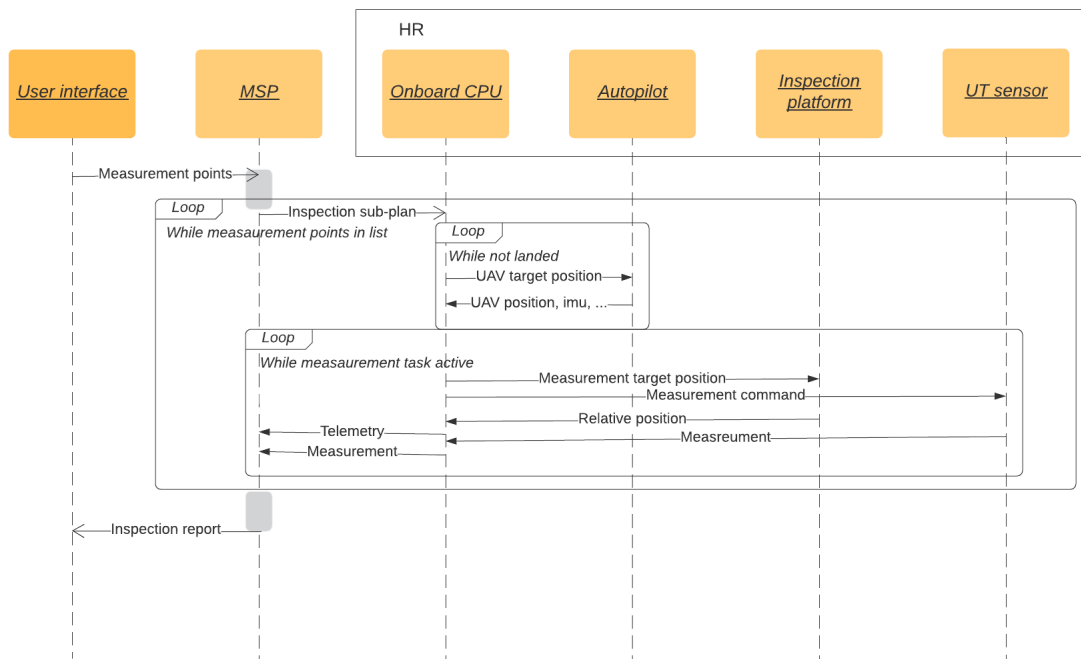 HR
User interface
MSP
Onboard CPU
Autopilot
Inspection
platform
UT sensor
Measurement points
Loop
Inspection sub-plan
While measaurement points in list
Loop
While not landed
UAV target position
UAV position, imu, ...
Loop
While measaurement task active
Measurement target position
Measurement command
Relative position
Telemetry
Measreument
Measurement
Inspection report